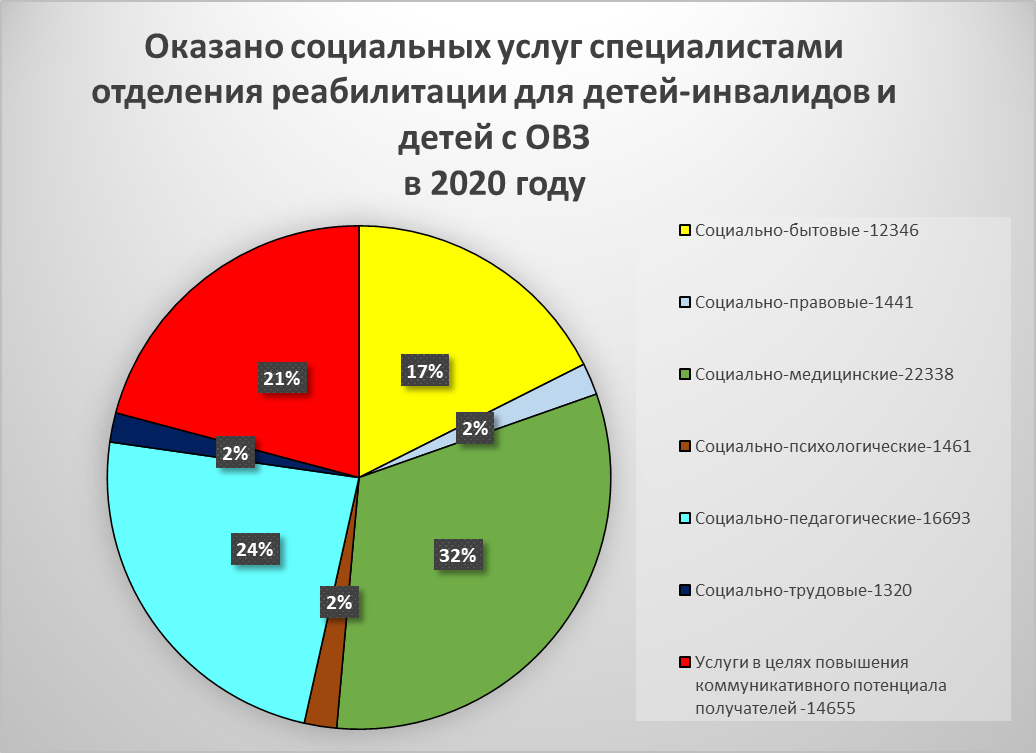 Оказано социальных услуг специалистами
отделения реабилитации для детей-инвалидов и
детей с ОВЗ
в 2020 году
Социально-бытовые -12346
Социально-правовые-1441
Социально-медицинские-22338
Социально-психологические-1461
Социально-педагогические-16693
Социально-трудовые-1320
Услуги в целях повышения
коммуникативного потенциала
получателей -14655
21%
17%
2%
2%
24%
32%
2%